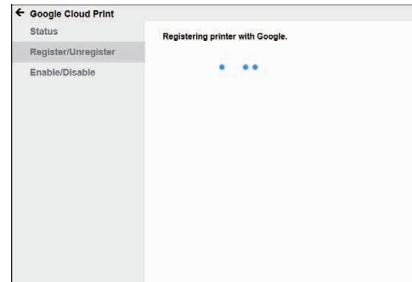 ← Google Cloud Print
Status
Registering printer with Google.
Register/Unregister
Enable/Disable